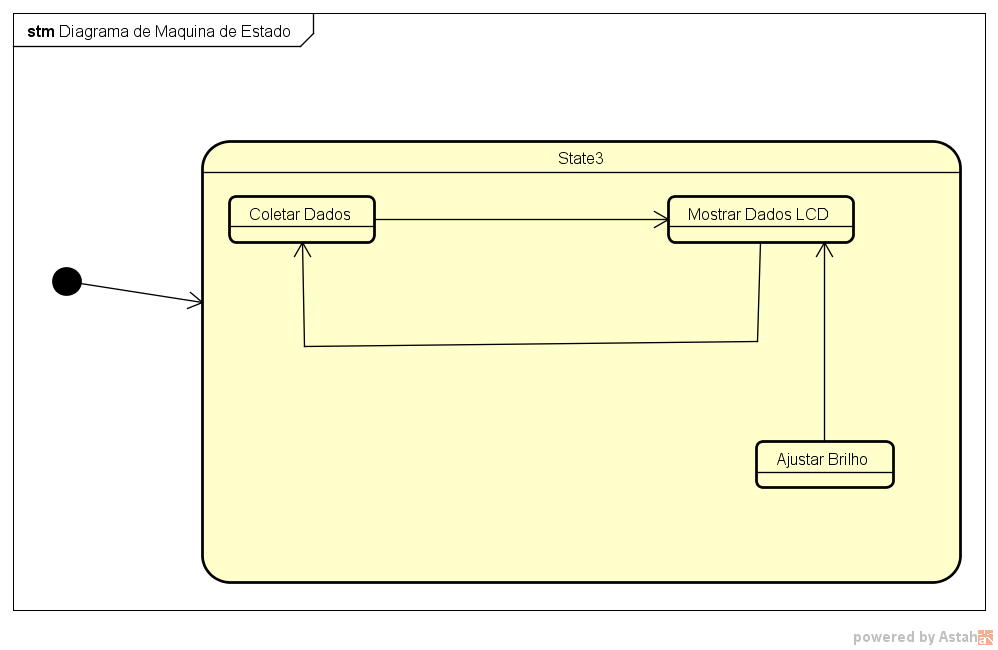 stm Diagrama de Maquina de Estado
State3
Coletar Dados
Mostrar Dados LCD
Ajustar Brilho
powered by Astah